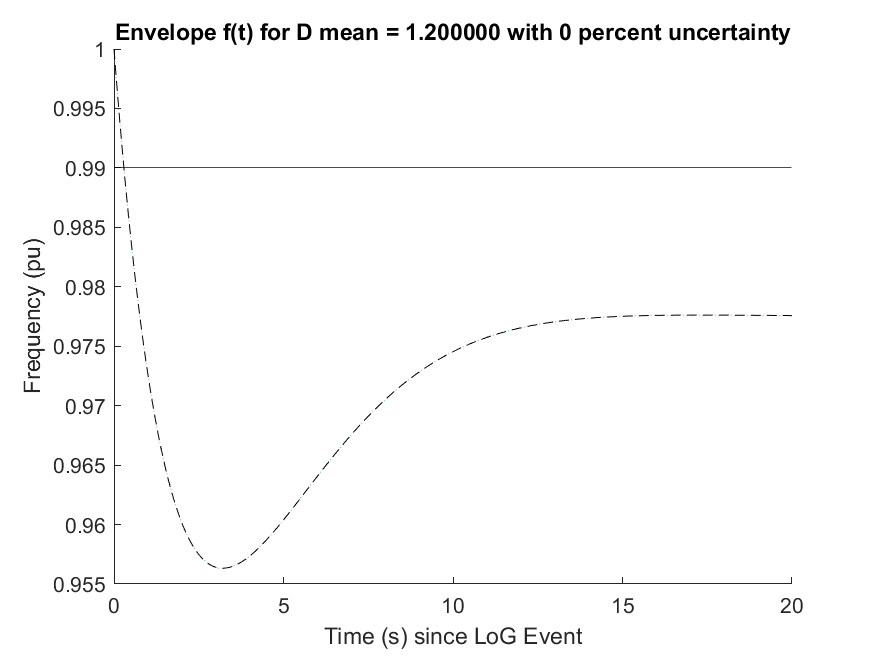 Envelope f(t) for D mean = 1.200000 with 0 percent uncertainty
1
0.995
0.99
0.985
0.98
0.975
0.97
0.965
0.96
0.955
Frequency (pu)
0 5 10 15 20
Time (s) since LoG Event